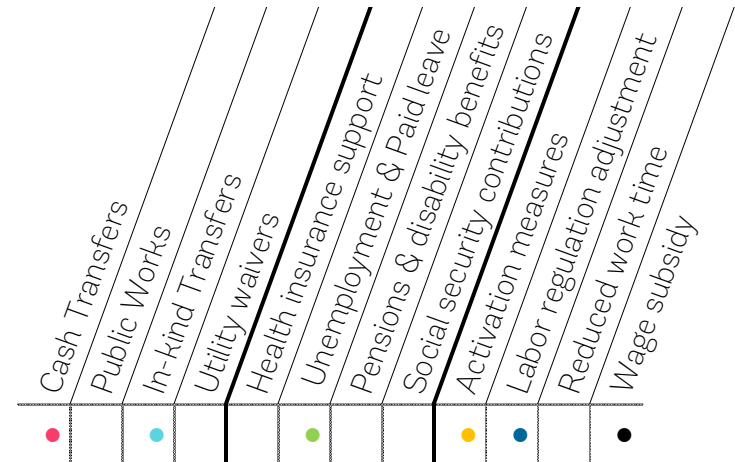 Cash Transfers
Public Works
In-kind Transfers
Utility waivers
Health insurance support
Unemployment & Paid leave
Pensions & disability benefits
Social security contributions
Activation measures
Labor regulation adjustment
Reduced work time
Wage subsidy